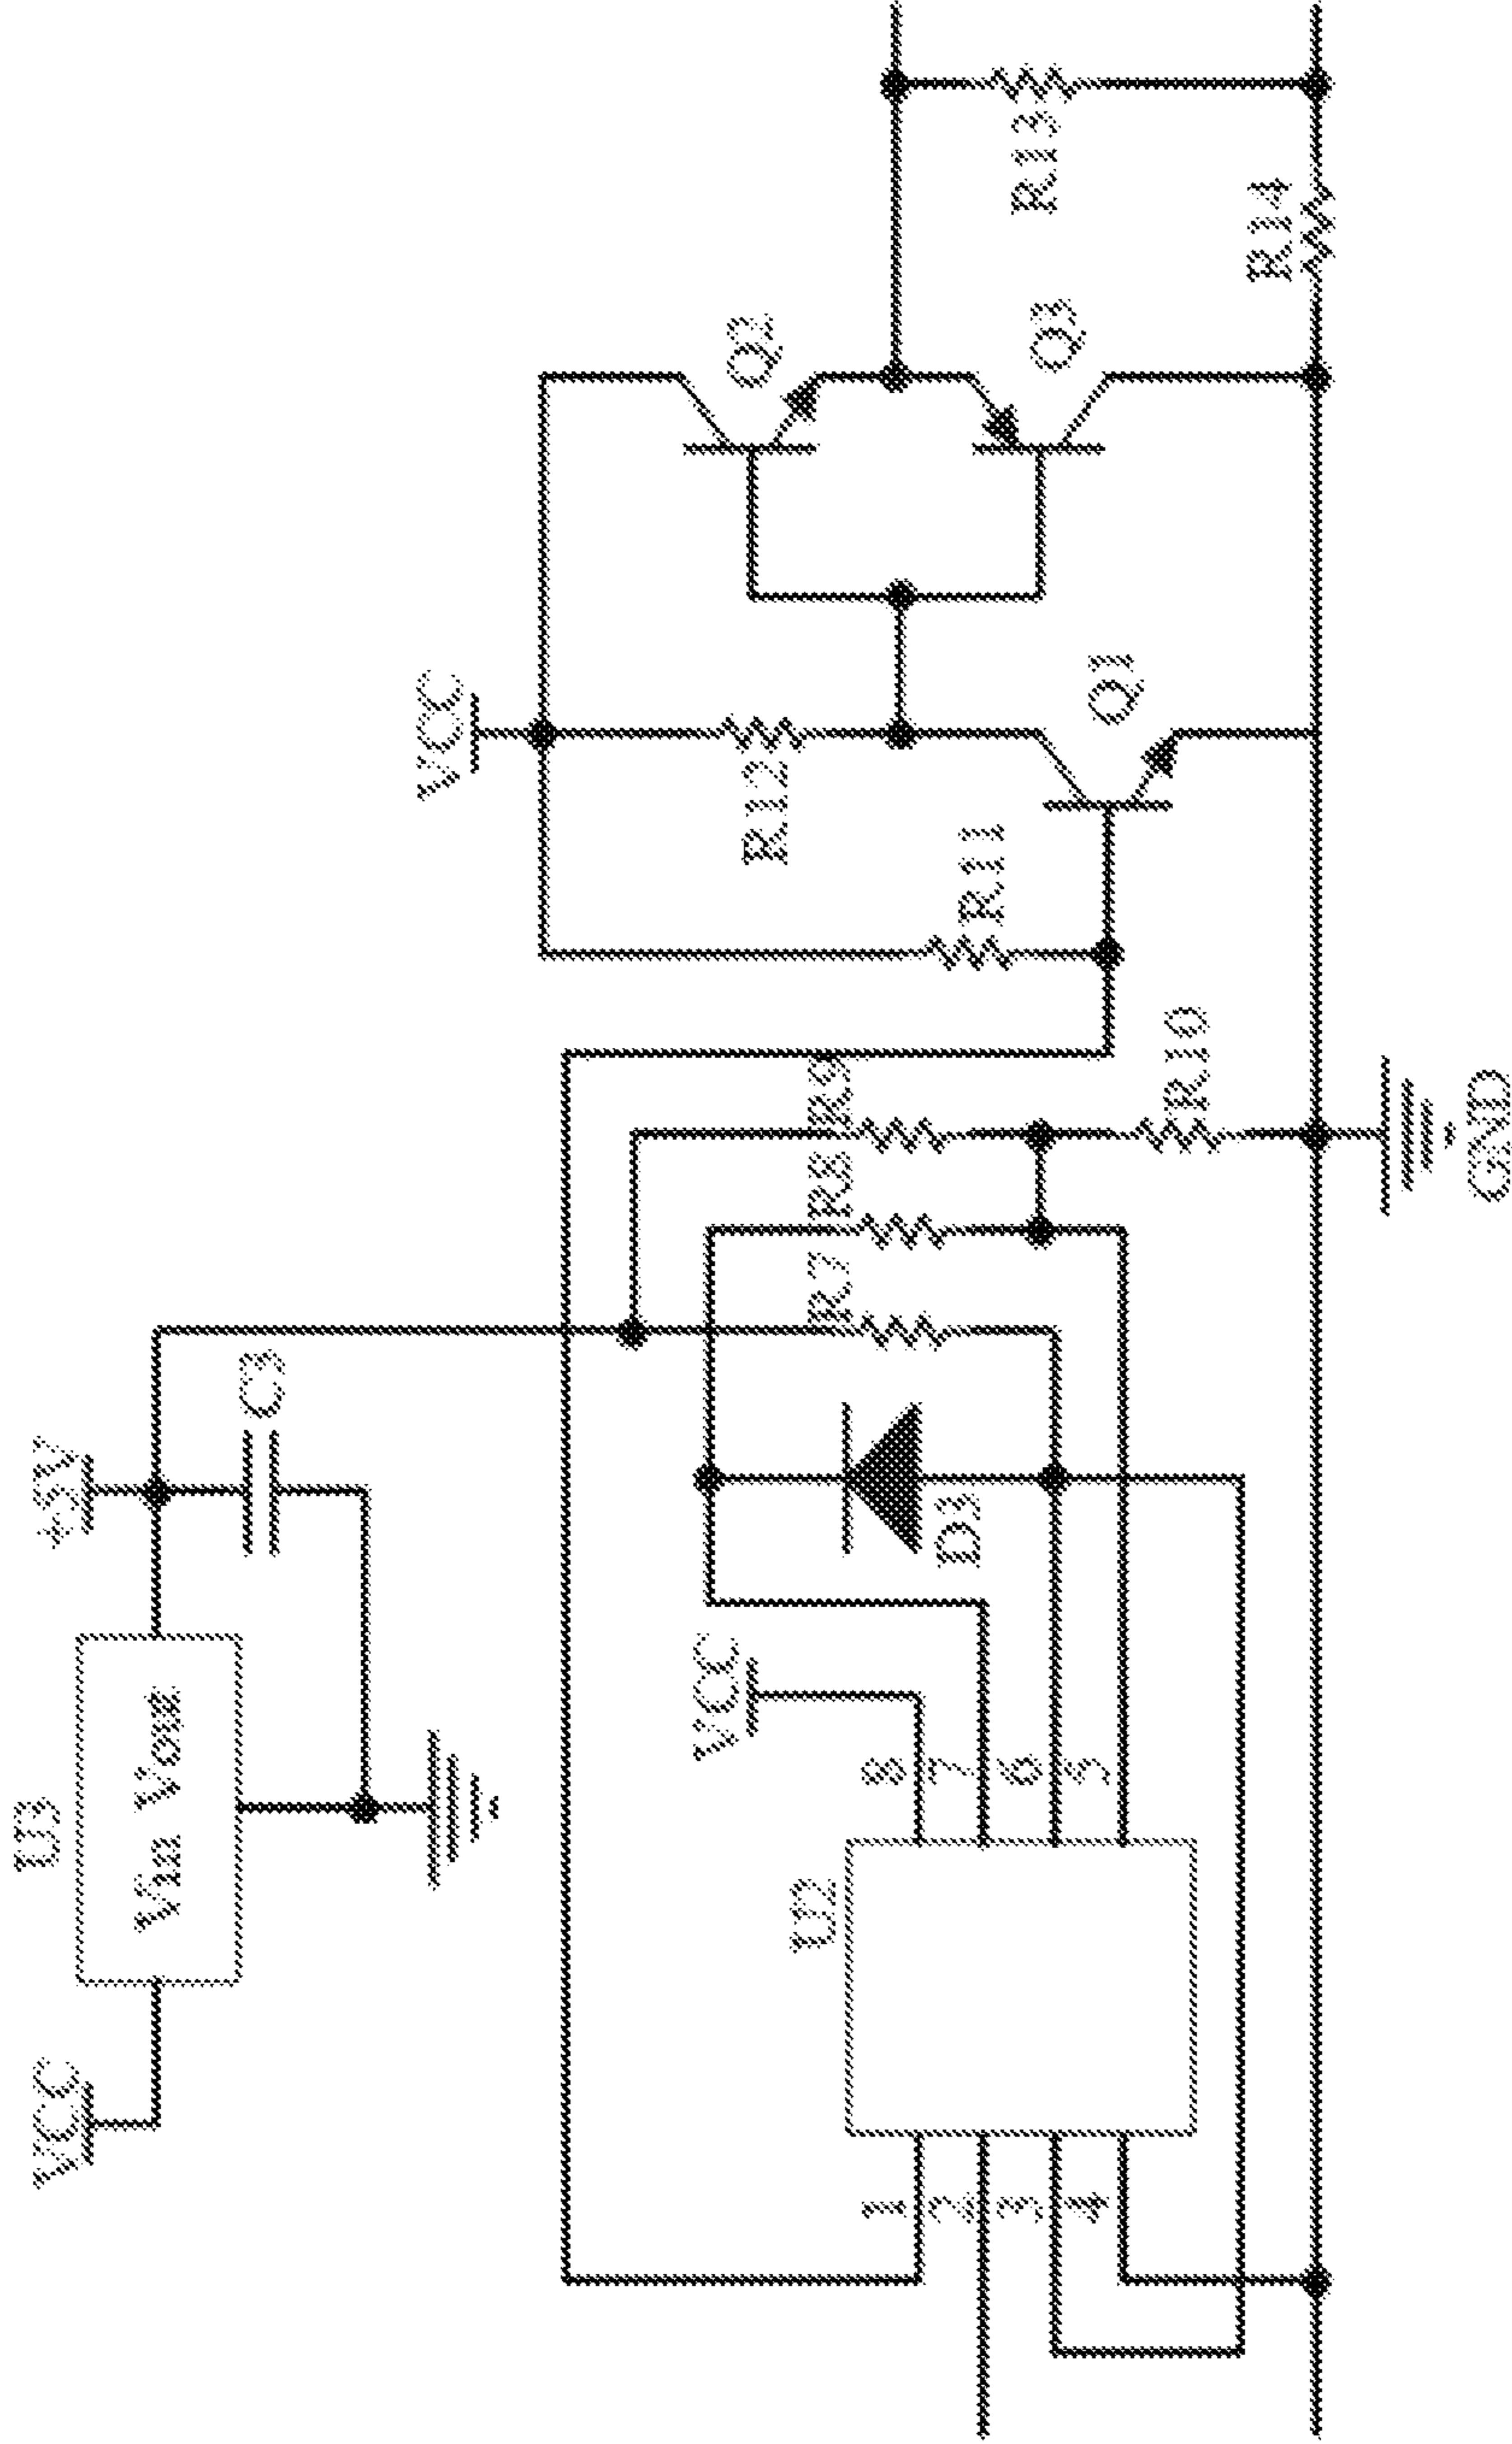 U3
VCC
Vin Vout
+5V
C3
VCC
VCC
U2
1
2
3
4
8
7
6
5
D3
R7
R8
R9
R10
R11
R12
Q1
Q2
Q3
R13
R14
GND